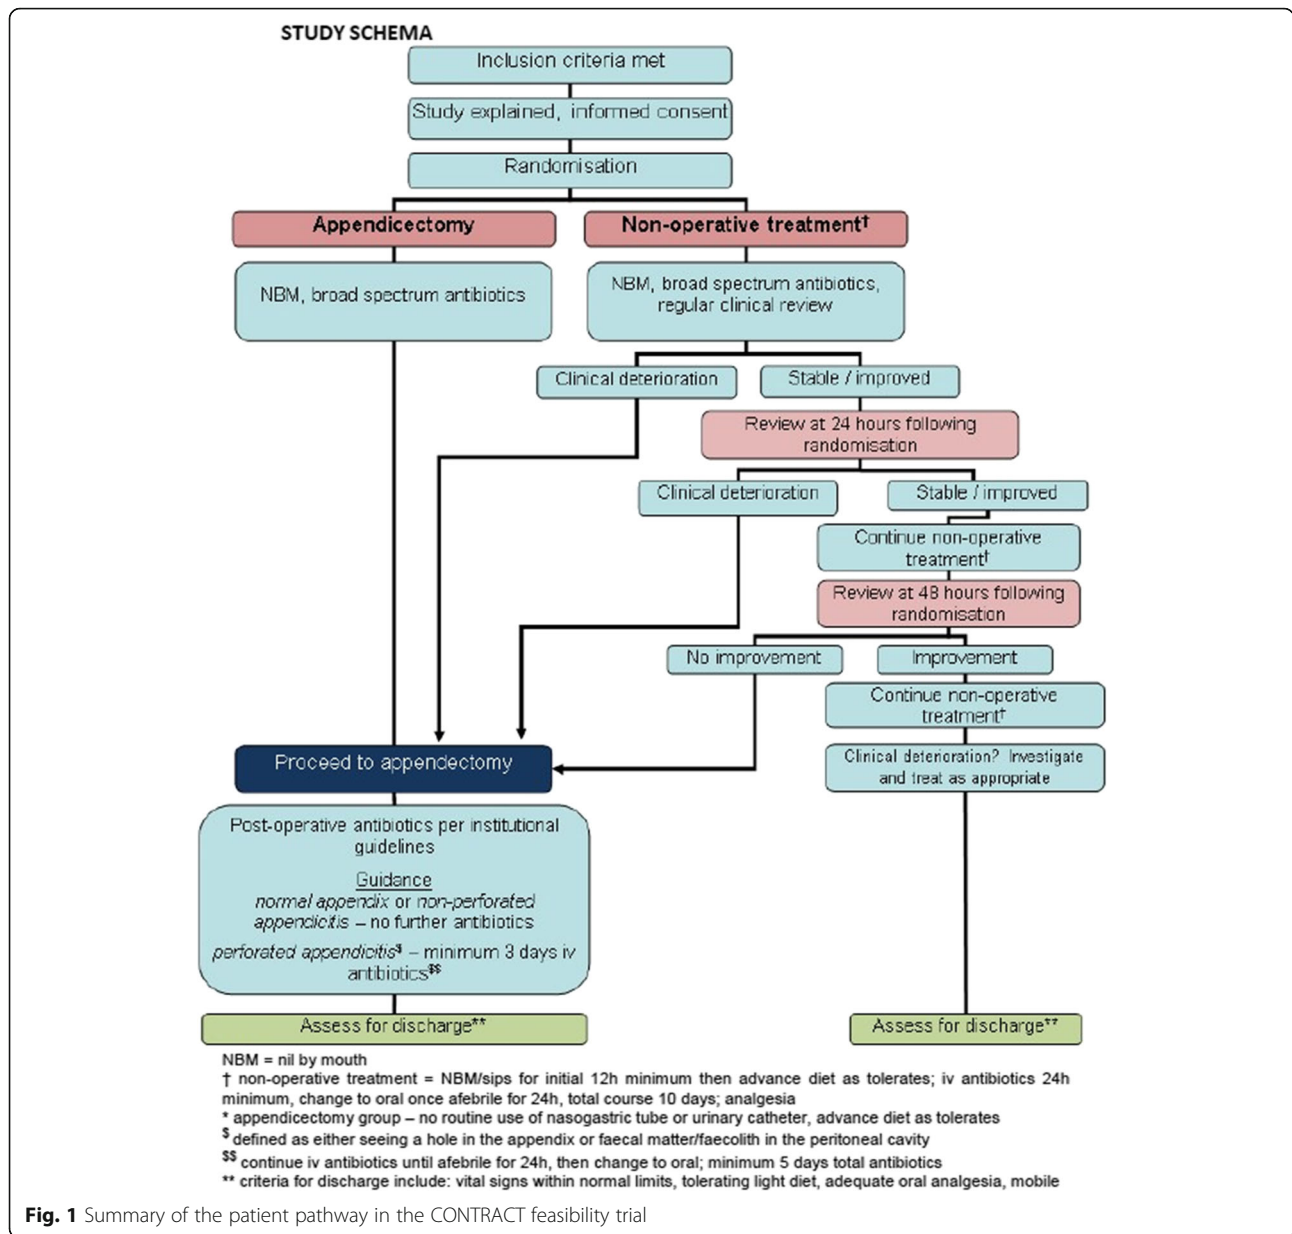 STUDY SCHEMA
Inclusion criteria met
Study explained, informed consent
Randomisation
Appendicectomy
Non-operative treatment†
NBM, broad spectrum antibiotics
NBM, broad spectrum antibiotics,
regular clinical review
Clinical deterioration
Stable / improved
Review at 24 hours following
randomisation
Clinical deterioration
Stable / improved
Continue non-operative
treatment†
Review at 48 hours following
randomisation
No improvement
Improvement
Continue non-operative
treatment†
Clinical deterioration? Investigate
and treat as appropriate
Proceed to appendectomy
Post-operative antibiotics per institutional
guidelines
Guidance
normal appendix or non-perforated
appendicitis – no further antibiotics
perforated appendicitis$ – minimum 3 days iv
antibiotics$$
Assess for discharge**
Assess for discharge**
NBM = nil by mouth
† non-operative treatment = NBM/sips for initial 12h minimum then advance diet as tolerates; iv antibiotics 24h
minimum, change to oral once afebrile for 24h, total course 10 days; analgesia
* appendicectomy group – no routine use of nasogastric tube or urinary catheter, advance diet as tolerates
$ defined as either seeing a hole in the appendix or faecal matter/faecolith in the peritoneal cavity
$$ continue iv antibiotics until afebrile for 24h, then change to oral; minimum 5 days total antibiotics
** criteria for discharge include: vital signs within normal limits, tolerating light diet, adequate oral analgesia, mobile
Fig. 1 Summary of the patient pathway in the CONTRACT feasibility trial